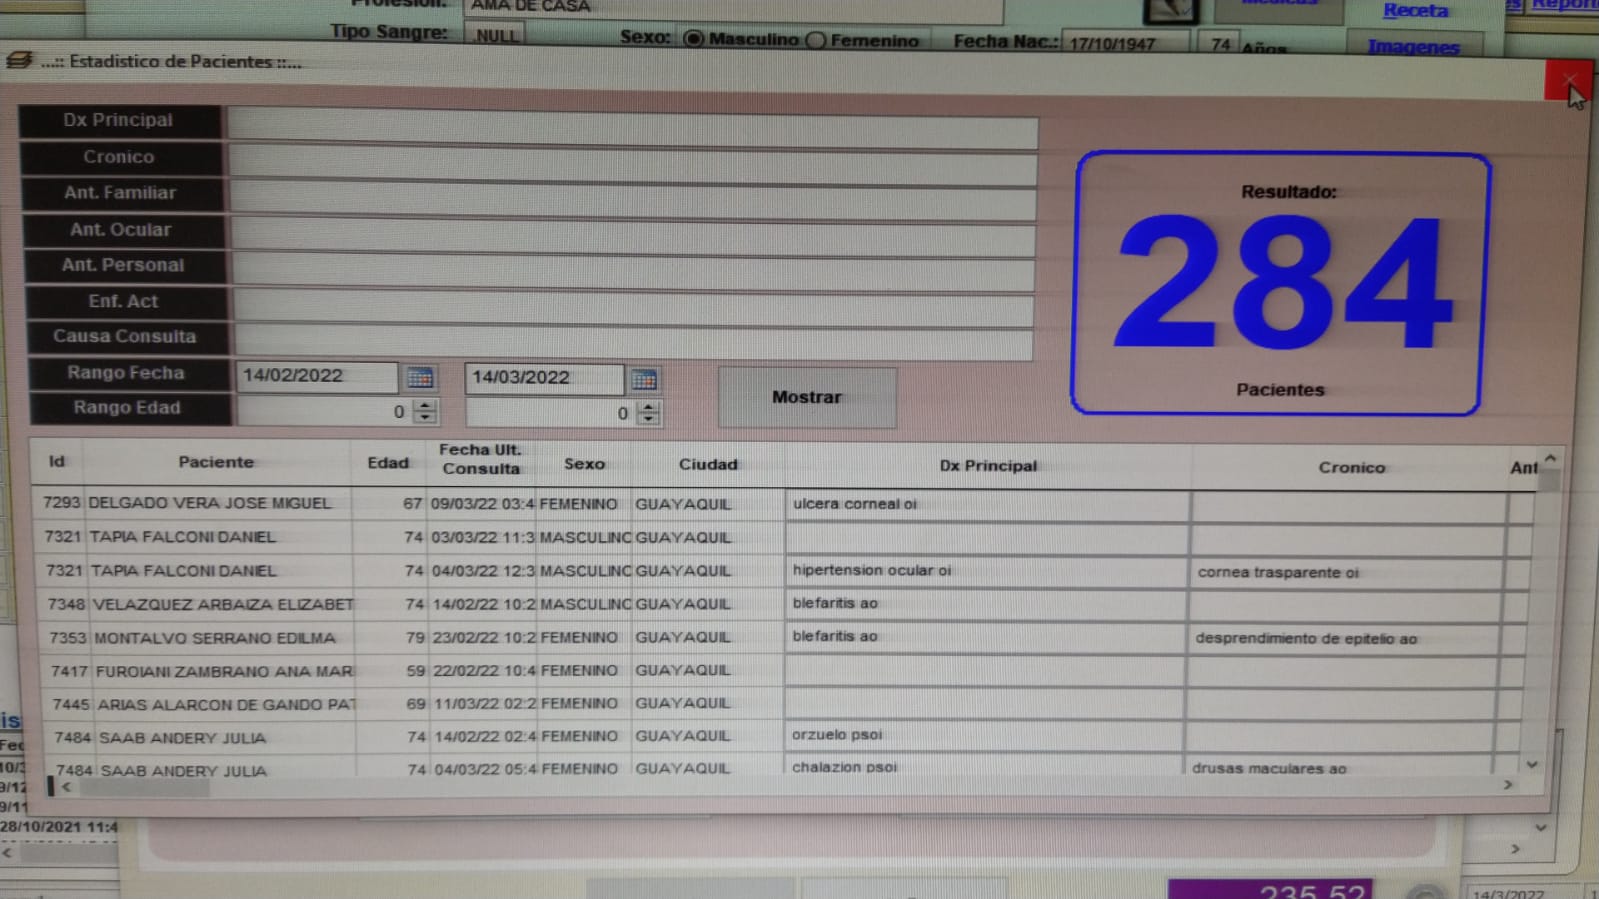 Profesión: AMA DE CASA
Receta
Tipo Sangre: .NULL Sexo: Masculino Femenino Fecha Nac.: 17/10/1947 74 Años Imagenes
...:: Estadistico de Pacientes ::...
Dx Principal
Cronico
Ant. Familiar
Ant. Ocular
Ant. Personal
Enf. Act
Causa Consulta
Rango Fecha 14/02/2022 14/03/2022
Rango Edad 0 0
Mostrar
Resultado:
284
Pacientes
Id Paciente Edad Fecha Ult. Consulta Sexo Ciudad Dx Principal Cronico Ant
7293 DELGADO VERA JOSE MIGUEL 67 09/03/22 03:4 FEMENINO GUAYAQUIL ulcera corneal oi
7321 TAPIA FALCONI DANIEL 74 03/03/22 11:3 MASCULINO GUAYAQUIL
7321 TAPIA FALCONI DANIEL 74 04/03/22 12:3 MASCULINO GUAYAQUIL hipertension ocular oi cornea trasparente oi
7348 VELAZQUEZ ARBAIZA ELIZABET 74 14/02/22 10:2 MASCULINO GUAYAQUIL blefaritis ao
7353 MONTALVO SERRANO EDILMA 79 23/02/22 10:2 FEMENINO GUAYAQUIL blefaritis ao desprendimiento de epitelio ao
7417 FUROIANI ZAMBRANO ANA MAR 59 22/02/22 10:4 FEMENINO GUAYAQUIL
7445 ARIAS ALARCON DE GANDO PAT 69 11/03/22 02:2 FEMENINO GUAYAQUIL
7484 SAAB ANDERY JULIA 74 14/02/22 02:4 FEMENINO GUAYAQUIL orzuelo psoi
7484 SAAB ANDERY JULIA 74 04/03/22 05:4 FEMENINO GUAYAQUIL chalazion psoi drusas maculares ao
28/10/2021 11:4
235,52
14/3/2022